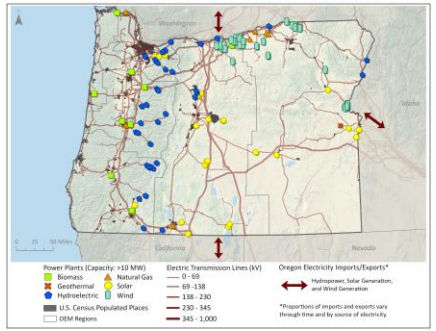 Washington
Idaho
California
Nevada
0 25 50 Miles
Power Plants (Capacity: >10 MW)
Biomass
Natural Gas
Geothermal
Solar
Hydroelectric
Wind
U.S. Census Populated Places
OEM Regions
Electric Transmission Lines (kV)
0 - 69
69 - 138
138 - 230
230 - 345
345 - 1,000
Oregon Electricity Imports/Exports*
Hydropower, Solar Generation,
and Wind Generation
*Proportions of imports and exports vary
through time and by source of electricity.